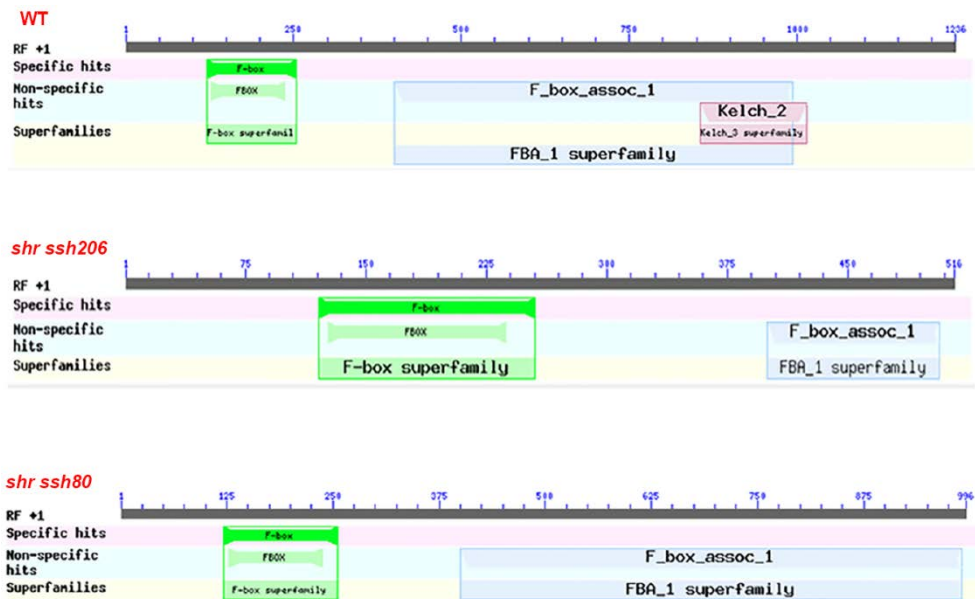 WT
1 250 500 750 1000 1236
RF +1
Specific hits F-box
Non-specific hits FBOX F_box_assoc_1
Kelch_2
Superfamilies F-box superfamil Kelch_3 superfamily
FBA_1 superfamily
shr ssh206
1 75 150 225 300 375 450 516
RF +1
Specific hits F-box
Non-specific hits FBOX F_box_assoc_1
Superfamilies F-box superfamily FBA_1 superfamily
shr ssh80
1 125 250 375 500 625 750 875 996
RF +1
Specific hits F-box
Non-specific hits FBOX F_box_assoc_1
Superfamilies F-box superfamily FBA_1 superfamily